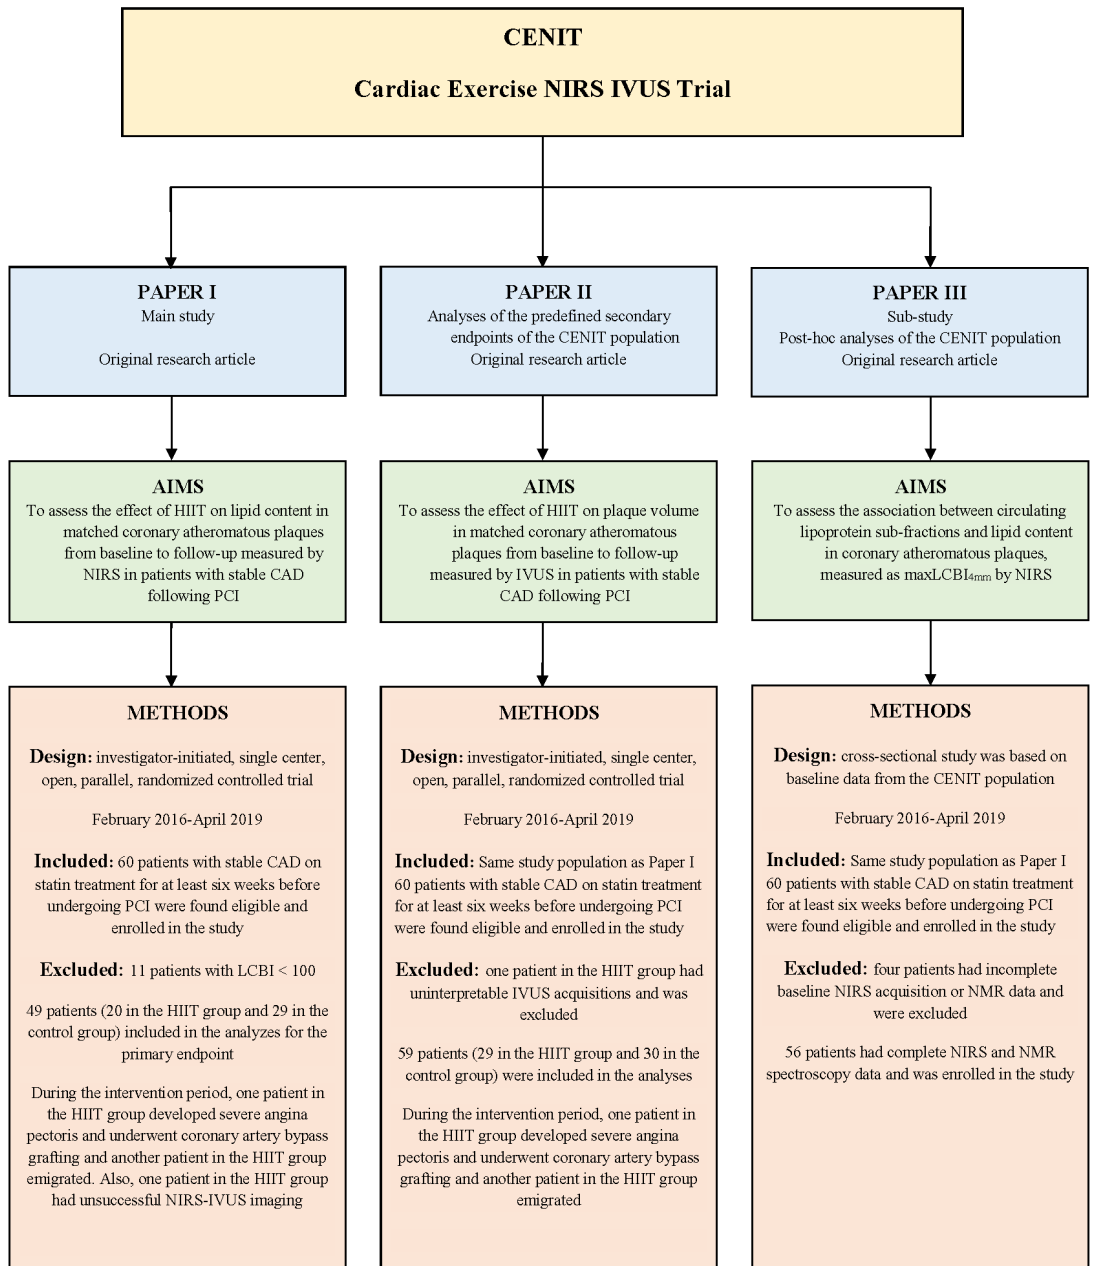 CENIT
Cardiac Exercise NIRS IVUS Trial
PAPER I
Main study
Original research article
PAPER II
Analyses of the predefined secondary
endpoints of the CENIT population
Original research article
PAPER III
Sub-study
Post-hoc analyses of the CENIT population
Original research article
AIMS
To assess the effect of HIIT on lipid content in
matched coronary atheromatous plaques
from baseline to follow-up measured by
NIRS in patients with stable CAD
following PCI
AIMS
To assess the effect of HIIT on plaque volume
in matched coronary atheromatous
plaques from baseline to follow-up
measured by IVUS in patients with stable
CAD following PCI
AIMS
To assess the association between circulating
lipoprotein sub-fractions and lipid content
in coronary atheromatous plaques,
measured as maxLCBI4mm by NIRS
METHODS
Design: investigator-initiated, single center,
open, parallel, randomized controlled trial
February 2016-April 2019
Included: 60 patients with stable CAD on
statin treatment for at least six weeks before
undergoing PCI were found eligible and
enrolled in the study
Excluded: 11 patients with LCBI < 100
49 patients (20 in the HIIT group and 29 in the
control group) included in the analyzes for the
primary endpoint
During the intervention period, one patient in
the HIIT group developed severe angina
pectoris and underwent coronary artery bypass
grafting and another patient in the HIIT group
emigrated. Also, one patient in the HIIT group
had unsuccessful NIRS-IVUS imaging
METHODS
Design: investigator-initiated, single center,
open, parallel, randomized controlled trial
February 2016-April 2019
Included: Same study population as Paper I
60 patients with stable CAD on statin treatment
for at least six weeks before undergoing PCI
were found eligible and enrolled in the study
Excluded: one patient in the HIIT group had
uninterpretable IVUS acquisitions and was
excluded
59 patients (29 in the HIIT group and 30 in the
control group) were included in the analyses
During the intervention period, one patient in
the HIIT group developed severe angina
pectoris and underwent coronary artery bypass
grafting and another patient in the HIIT group
emigrated
METHODS
Design: cross-sectional study was based on
baseline data from the CENIT population
February 2016-April 2019
Included: Same study population as Paper I
60 patients with stable CAD on statin treatment
for at least six weeks before undergoing PCI
were found eligible and enrolled in the study
Excluded: four patients had incomplete
baseline NIRS acquisition or NMR data and
were excluded
56 patients had complete NIRS and NMR
spectroscopy data and was enrolled in the study